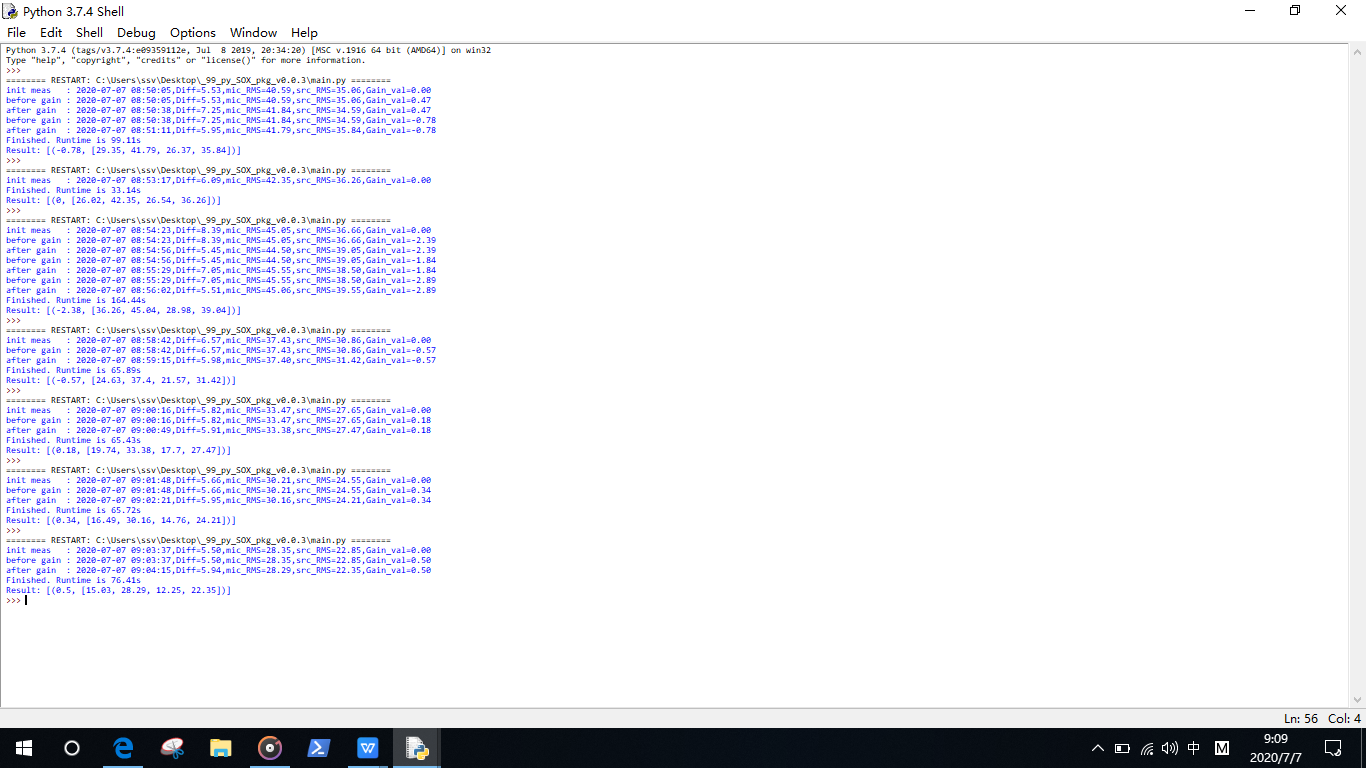 Python 3.7.4 Shell
File Edit Shell Debug Options Window Help
Python 3.7.4 (tags/v3.7.4:e09359112e, Jul  8 2019, 20:34:20) [MSC v.1916 64 bit (AMD64)] on win32
Type "help", "copyright", "credits" or "license()" for more information.
>>>
======== RESTART: C:\Users\ssv\Desktop\_99_py_SOX_pkg_v0.0.3\main.py ========
init meas   : 2020-07-07 08:50:05,Diff=5.53,mic_RMS=40.59,src_RMS=35.06,Gain_val=0.00
before gain : 2020-07-07 08:50:05,Diff=5.53,mic_RMS=40.59,src_RMS=35.06,Gain_val=0.47
after gain  : 2020-07-07 08:50:38,Diff=7.25,mic_RMS=41.84,src_RMS=34.59,Gain_val=0.47
before gain : 2020-07-07 08:50:38,Diff=7.25,mic_RMS=41.84,src_RMS=34.59,Gain_val=-0.78
after gain  : 2020-07-07 08:51:11,Diff=5.95,mic_RMS=41.79,src_RMS=35.84,Gain_val=-0.78
Finished. Runtime is 99.11s
Result: [(-0.78, [29.35, 41.79, 26.37, 35.84])]
>>>
======== RESTART: C:\Users\ssv\Desktop\_99_py_SOX_pkg_v0.0.3\main.py ========
init meas   : 2020-07-07 08:53:17,Diff=6.09,mic_RMS=42.35,src_RMS=36.26,Gain_val=0.00
Finished. Runtime is 33.14s
Result: [(0, [26.02, 42.35, 26.54, 36.26])]
>>>
======== RESTART: C:\Users\ssv\Desktop\_99_py_SOX_pkg_v0.0.3\main.py ========
init meas   : 2020-07-07 08:54:23,Diff=8.39,mic_RMS=45.05,src_RMS=36.66,Gain_val=0.00
before gain : 2020-07-07 08:54:23,Diff=8.39,mic_RMS=45.05,src_RMS=36.66,Gain_val=-2.39
after gain  : 2020-07-07 08:54:56,Diff=5.45,mic_RMS=44.50,src_RMS=39.05,Gain_val=-2.39
before gain : 2020-07-07 08:54:56,Diff=5.45,mic_RMS=44.50,src_RMS=39.05,Gain_val=-1.84
after gain  : 2020-07-07 08:55:29,Diff=7.05,mic_RMS=45.55,src_RMS=38.50,Gain_val=-1.84
before gain : 2020-07-07 08:55:29,Diff=7.05,mic_RMS=45.55,src_RMS=38.50,Gain_val=-2.89
after gain  : 2020-07-07 08:56:02,Diff=5.51,mic_RMS=45.06,src_RMS=39.55,Gain_val=-2.89
Finished. Runtime is 164.44s
Result: [(-2.38, [36.26, 45.04, 28.98, 39.04])]
>>>
======== RESTART: C:\Users\ssv\Desktop\_99_py_SOX_pkg_v0.0.3\main.py ========
init meas   : 2020-07-07 08:58:42,Diff=6.57,mic_RMS=37.43,src_RMS=30.86,Gain_val=0.00
before gain : 2020-07-07 08:58:42,Diff=6.57,mic_RMS=37.43,src_RMS=30.86,Gain_val=-0.57
after gain  : 2020-07-07 08:59:15,Diff=5.98,mic_RMS=37.40,src_RMS=31.42,Gain_val=-0.57
Finished. Runtime is 65.89s
Result: [(-0.57, [24.63, 37.4, 21.57, 31.42])]
>>>
======== RESTART: C:\Users\ssv\Desktop\_99_py_SOX_pkg_v0.0.3\main.py ========
init meas   : 2020-07-07 09:00:16,Diff=5.82,mic_RMS=33.47,src_RMS=27.65,Gain_val=0.00
before gain : 2020-07-07 09:00:16,Diff=5.82,mic_RMS=33.47,src_RMS=27.65,Gain_val=0.18
after gain  : 2020-07-07 09:00:49,Diff=5.91,mic_RMS=33.38,src_RMS=27.47,Gain_val=0.18
Finished. Runtime is 65.43s
Result: [(0.18, [19.74, 33.38, 17.7, 27.47])]
>>>
======== RESTART: C:\Users\ssv\Desktop\_99_py_SOX_pkg_v0.0.3\main.py ========
init meas   : 2020-07-07 09:01:48,Diff=5.66,mic_RMS=30.21,src_RMS=24.55,Gain_val=0.00
before gain : 2020-07-07 09:01:48,Diff=5.66,mic_RMS=30.21,src_RMS=24.55,Gain_val=0.34
after gain  : 2020-07-07 09:02:21,Diff=5.95,mic_RMS=30.16,src_RMS=24.21,Gain_val=0.34
Finished. Runtime is 65.72s
Result: [(0.34, [16.49, 30.16, 14.76, 24.21])]
>>>
======== RESTART: C:\Users\ssv\Desktop\_99_py_SOX_pkg_v0.0.3\main.py ========
init meas   : 2020-07-07 09:03:37,Diff=5.50,mic_RMS=28.35,src_RMS=22.85,Gain_val=0.00
before gain : 2020-07-07 09:03:37,Diff=5.50,mic_RMS=28.35,src_RMS=22.85,Gain_val=0.50
after gain  : 2020-07-07 09:04:15,Diff=5.94,mic_RMS=28.29,src_RMS=22.35,Gain_val=0.50
Finished. Runtime is 76.41s
Result: [(0.5, [15.03, 28.29, 12.25, 22.35])]
>>>
Ln: 56 Col: 4
中 M 9:09
2020/7/7